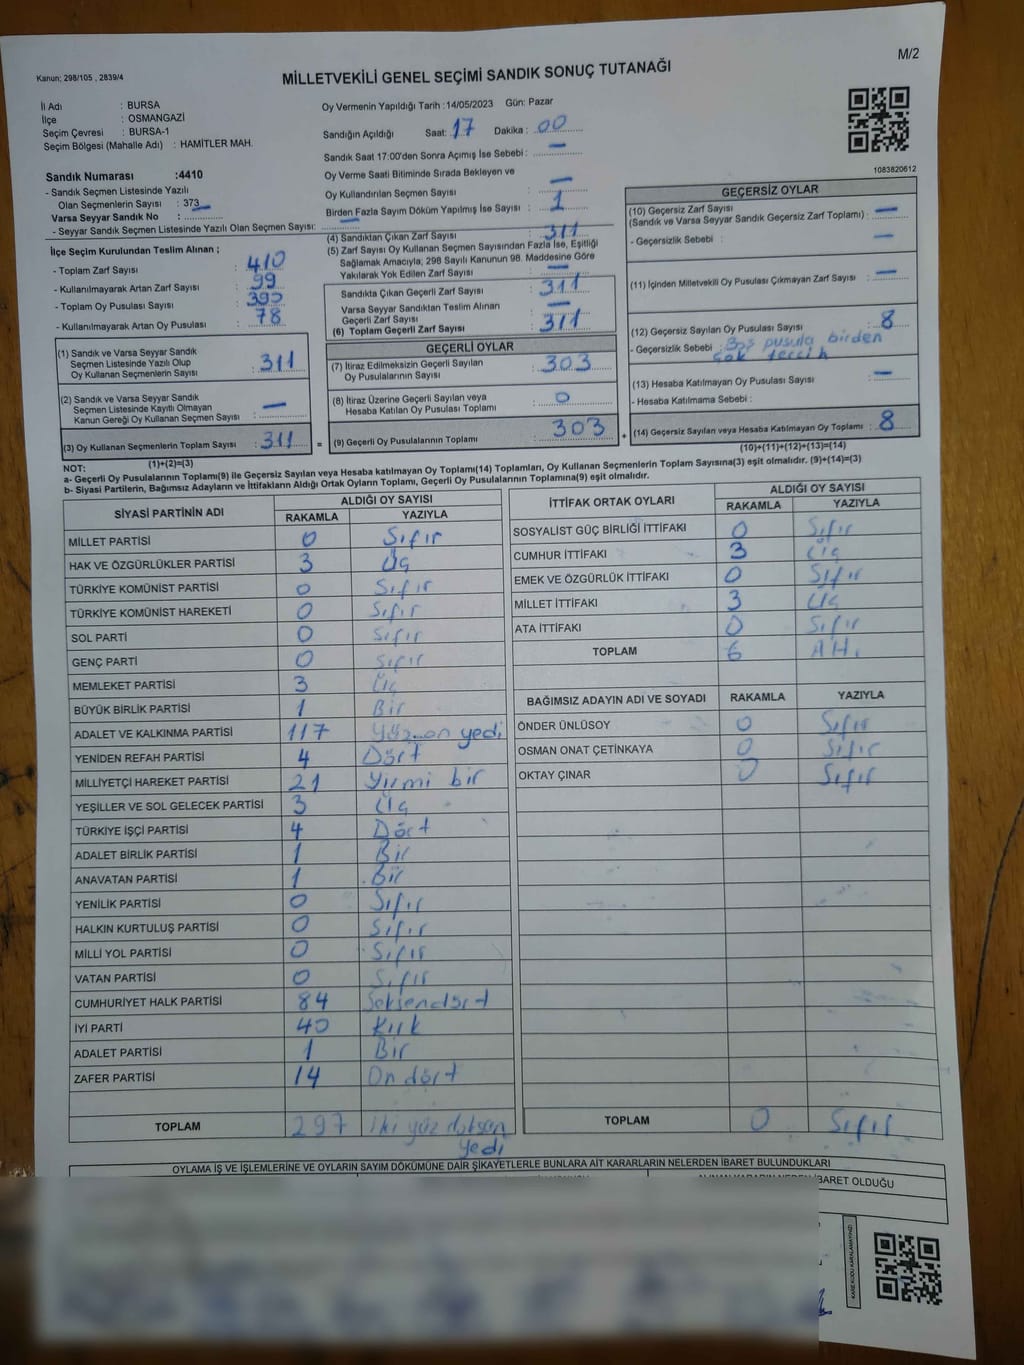 M/2
Kanun: 298/105 , 2839/4
MİLLETVEKİLİ GENEL SEÇİMİ SANDIK SONUÇ TUTANAĞI
İl Adı : BURSA
İlçe : OSMANGAZİ
Seçim Çevresi : BURSA-1
Seçim Bölgesi (Mahalle Adı) : HAMİTLER MAH.
Oy Vermenin Yapıldığı Tarih :14/05/2023 Gün: Pazar
Sandığın Açıldığı Saat: 17 Dakika : 00
Sandık Saat 17:00'den Sonra Açımış İse Sebebi : —
Oy Verme Saati Bitiminde Sırada Bekleyen ve
Oy Kullandırılan Seçmen Sayısı : —
Birden Fazla Sayım Döküm Yapılmış İse Sayısı : 1
1083820612
Sandık Numarası :4410
- Sandık Seçmen Listesinde Yazılı
Olan Seçmenlerin Sayısı : 373
Varsa Seyyar Sandık No :
- Seyyar Sandık Seçmen Listesinde Yazılı Olan Seçmen Sayısı: —
İlçe Seçim Kurulundan Teslim Alınan ;
- Toplam Zarf Sayısı : 410
- Kullanılmayarak Artan Zarf Sayısı : 99
- Toplam Oy Pusulası Sayısı : 390
- Kullanılmayarak Artan Oy Pusulası : 78
(1) Sandık ve Varsa Seyyar Sandık
Seçmen Listesinde Yazılı Olup
Oy Kullanan Seçmenlerin Sayısı : 311
(2) Sandık ve Varsa Seyyar Sandık
Seçmen Listesinde Kayıtlı Olmayan
Kanun Gereği Oy Kullanan Seçmen Sayısı : —
(3) Oy Kullanan Seçmenlerin Toplam Sayısı : 311
(1)+(2)=(3)
(4) Sandıktan Çıkan Zarf Sayısı : 311
(5) Zarf Sayısı Oy Kullanan Seçmen Sayısından Fazla İse, Eşitliği
Sağlamak Amacıyla; 298 Sayılı Kanunun 98. Maddesine Göre
Yakılarak Yok Edilen Zarf Sayısı : —
Sandıkta Çıkan Geçerli Zarf Sayısı : 311
Varsa Seyyar Sandıktan Teslim Alınan
Geçerli Zarf Sayısı : —
(6) Toplam Geçerli Zarf Sayısı : 311
GEÇERLİ OYLAR
(7) İtiraz Edilmeksizin Geçerli Sayılan
Oy Pusulalarının Sayısı : 303
(8) İtiraz Üzerine Geçerli Sayılan veya
Hesaba Katılan Oy Pusulası Toplamı : 0
= (9) Geçerli Oy Pusulalarının Toplamı : 303
GEÇERSİZ OYLAR
(10) Geçersiz Zarf Sayısı
(Sandık ve Varsa Seyyar Sandık Geçersiz Zarf Toplamı) : —
- Geçersizlik Sebebi : —
(11) İçinden Milletvekili Oy Pusulası Çıkmayan Zarf Sayısı : —
(12) Geçersiz Sayılan Oy Pusulası Sayısı : 8
- Geçersizlik Sebebi : Boş pusula birden
çok tercih
(13) Hesaba Katılmayan Oy Pusulası Sayısı : —
- Hesaba Katılmama Sebebi :
+ (14) Geçersiz Sayılan veya Hesaba Katılmayan Oy Toplamı : 8
(10)+(11)+(12)+(13)=(14)
NOT:
a- Geçerli Oy Pusulalarının Toplamı(9) ile Geçersiz Sayılan veya Hesaba katılmayan Oy Toplamı(14) Toplamları, Oy Kullanan Seçmenlerin Toplam Sayısına(3) eşit olmalıdır. (9)+(14)=(3)
b- Siyasi Partilerin, Bağımsız Adayların ve İttifakların Aldığı Ortak Oyların Toplamı, Geçerli Oy Pusulalarının Toplamına(9) eşit olmalıdır.
SİYASİ PARTİNİN ADI ALDIĞI OY SAYISI
RAKAMLA YAZIYLA
MİLLET PARTİSİ 0 Sıfır
HAK VE ÖZGÜRLÜKLER PARTİSİ 3 Üç
TÜRKİYE KOMÜNİST PARTİSİ 0 Sıfır
TÜRKİYE KOMÜNİST HAREKETİ 0 Sıfır
SOL PARTİ 0 Sıfır
GENÇ PARTİ 0 Sıfır
MEMLEKET PARTİSİ 3 Üç
BÜYÜK BİRLİK PARTİSİ 1 Bir
ADALET VE KALKINMA PARTİSİ 117 Yüz on yedi
YENİDEN REFAH PARTİSİ 4 Dört
MİLLİYETÇİ HAREKET PARTİSİ 21 Yirmi bir
YEŞİLLER VE SOL GELECEK PARTİSİ 3 Üç
TÜRKİYE İŞÇİ PARTİSİ 4 Dört
ADALET BİRLİK PARTİSİ 1 Bir
ANAVATAN PARTİSİ 1 Bir
YENİLİK PARTİSİ 0 Sıfır
HALKIN KURTULUŞ PARTİSİ 0 Sıfır
MİLLİ YOL PARTİSİ 0 Sıfır
VATAN PARTİSİ 0 Sıfır
CUMHURİYET HALK PARTİSİ 84 Seksendört
İYİ PARTİ 40 Kırk
ADALET PARTİSİ 1 Bir
ZAFER PARTİSİ 14 On dört
TOPLAM 297 İki yüz doksan
yedi
İTTİFAK ORTAK OYLARI ALDIĞI OY SAYISI
RAKAMLA YAZIYLA
SOSYALİST GÜÇ BİRLİĞİ İTTİFAKI 0 Sıfır
CUMHUR İTTİFAKI 3 Üç
EMEK VE ÖZGÜRLÜK İTTİFAKI 0 Sıfır
MİLLET İTTİFAKI 3 Üç
ATA İTTİFAKI 0 Sıfır
TOPLAM 6 Altı
BAĞIMSIZ ADAYIN ADI VE SOYADI RAKAMLA YAZIYLA
ÖNDER ÜNLÜSOY 0 Sıfır
OSMAN ONAT ÇETİNKAYA 0 Sıfır
OKTAY ÇINAR 0 Sıfır
TOPLAM 0 Sıfır
OYLAMA İŞ VE İŞLEMLERİNE VE OYLARIN SAYIM DÖKÜMÜNE DAİR ŞİKAYETLERLE BUNLARA AİT KARARLARIN NELERDEN İBARET BULUNDUKLARI
İBARET OLDUĞU
KAREKODU KARALAMAYINIZ!